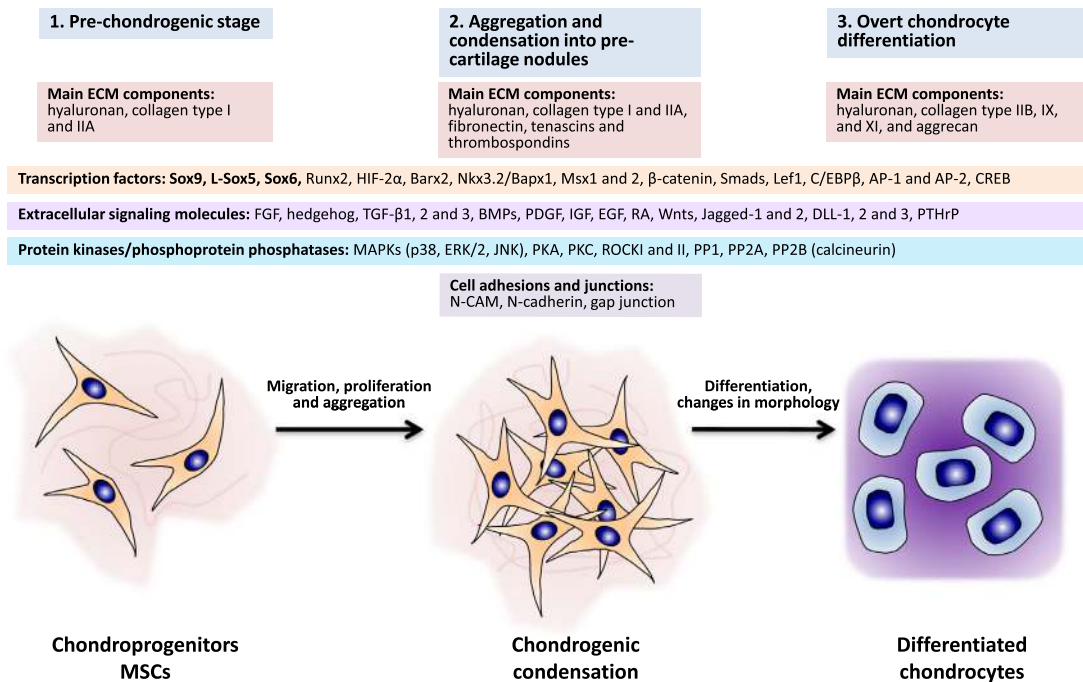 1. Pre-chondrogenic stage
2. Aggregation and
condensation into pre-
cartilage nodules
3. Overt chondrocyte
differentiation
Main ECM components:
hyaluronan, collagen type I
and IIA
Main ECM components:
hyaluronan, collagen type I and IIA,
fibronectin, tenascins and
thrombospondins
Main ECM components:
hyaluronan, collagen type IIB, IX,
and XI, and aggrecan
Transcription factors: Sox9, L-Sox5, Sox6, Runx2, HIF-2α, Barx2, Nkx3.2/Bapx1, Msx1 and 2, β-catenin, Smads, Lef1, C/EBPβ, AP-1 and AP-2, CREB
Extracellular signaling molecules: FGF, hedgehog, TGF-β1, 2 and 3, BMPs, PDGF, IGF, EGF, RA, Wnts, Jagged-1 and 2, DLL-1, 2 and 3, PTHrP
Protein kinases/phosphoprotein phosphatases: MAPKs (p38, ERK/2, JNK), PKA, PKC, ROCKI and II, PP1, PP2A, PP2B (calcineurin)
Cell adhesions and junctions:
N-CAM, N-cadherin, gap junction
Migration, proliferation
and aggregation
Differentiation,
changes in morphology
Chondroprogenitors
MSCs
Chondrogenic
condensation
Differentiated
chondrocytes